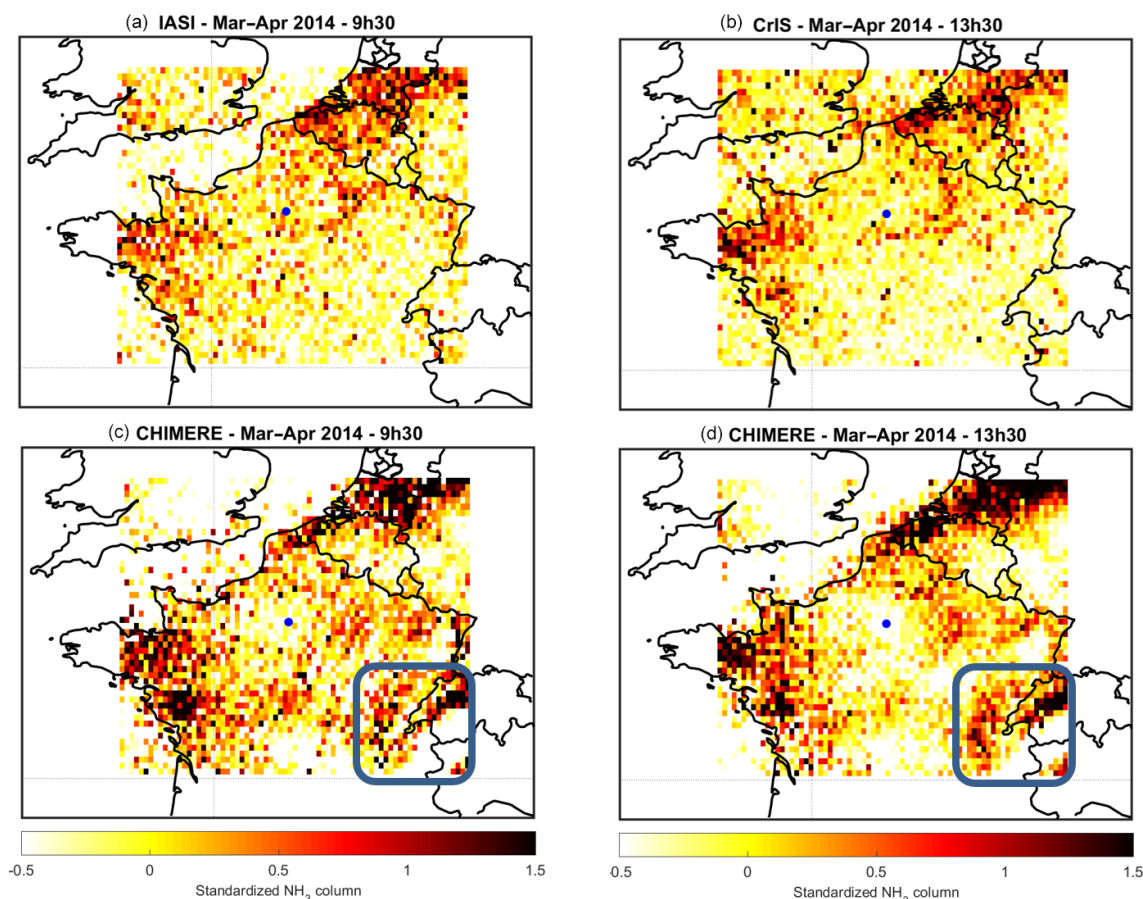 (a) IASI - Mar–Apr 2014 - 9h30
(b) CrIS - Mar–Apr 2014 - 13h30
(c) CHIMERE - Mar–Apr 2014 - 9h30
(d) CHIMERE - Mar–Apr 2014 - 13h30
-0.5 0 0.5 1 1.5
Standardized NH₃ column
-0.5 0 0.5 1 1.5
Standardized NH₃ column